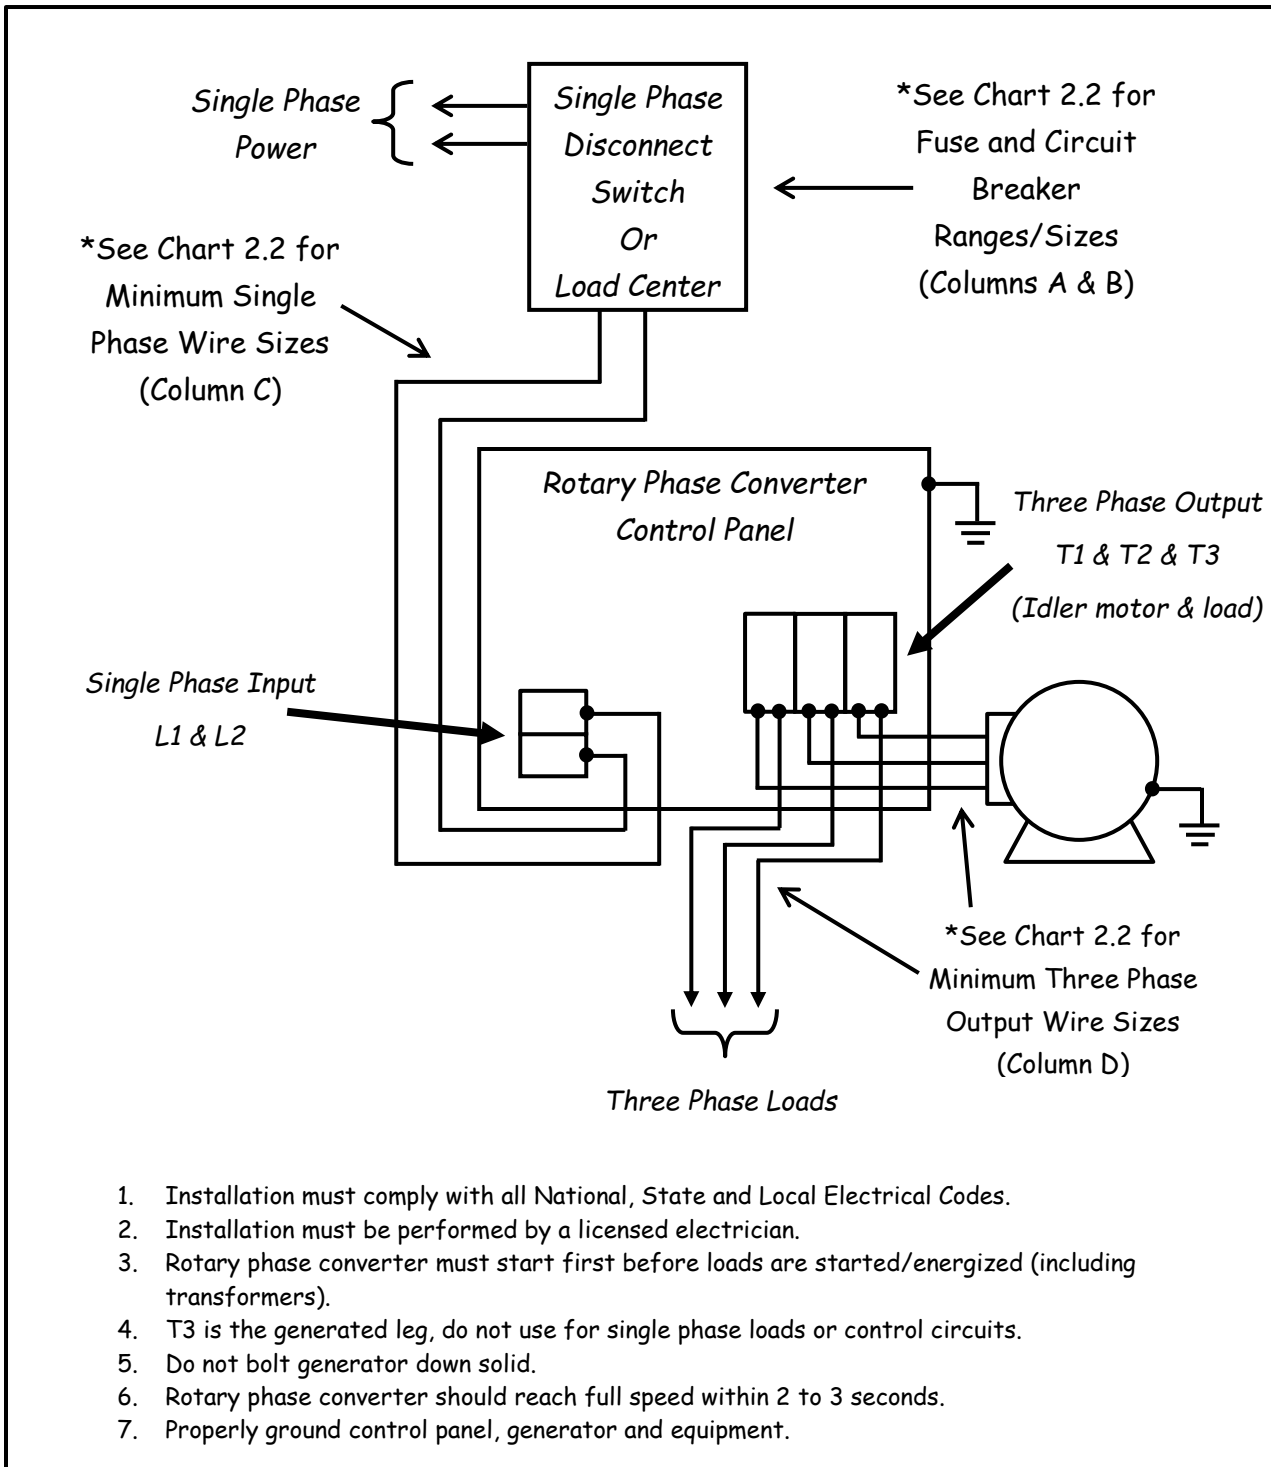 Single Phase
Power
Single Phase
Disconnect
Switch
Or
Load Center
*See Chart 2.2 for
Fuse and Circuit
Breaker
Ranges/Sizes
(Columns A & B)
*See Chart 2.2 for
Minimum Single
Phase Wire Sizes
(Column C)
Rotary Phase Converter
Control Panel
Three Phase Output
T1 & T2 & T3
(Idler motor & load)
Single Phase Input
L1 & L2
*See Chart 2.2 for
Minimum Three Phase
Output Wire Sizes
(Column D)
Three Phase Loads
1. Installation must comply with all National, State and Local Electrical Codes.
2. Installation must be performed by a licensed electrician.
3. Rotary phase converter must start first before loads are started/energized (including
transformers).
4. T3 is the generated leg, do not use for single phase loads or control circuits.
5. Do not bolt generator down solid.
6. Rotary phase converter should reach full speed within 2 to 3 seconds.
7. Properly ground control panel, generator and equipment.